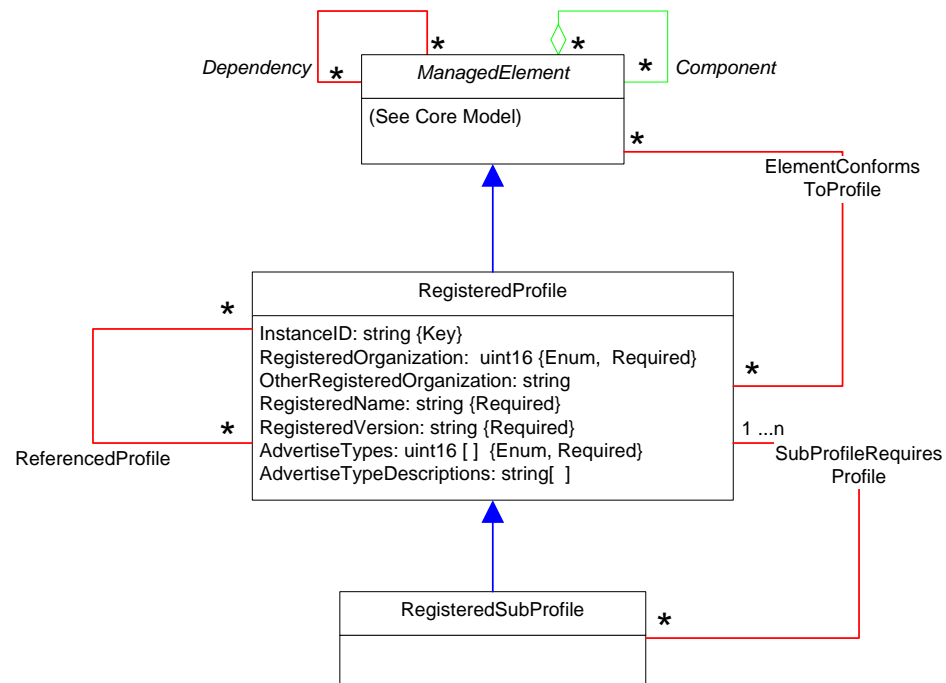 Dependency
*
*
ManagedElement
*
*
Component
(See Core Model)
*
ElementConforms
ToProfile
RegisteredProfile
*
InstanceID: string {Key}
RegisteredOrganization:  uint16 {Enum,  Required}
OtherRegisteredOrganization: string
RegisteredName: string {Required}
RegisteredVersion: string {Required}
AdvertiseTypes: uint16 [ ]  {Enum, Required}
AdvertiseTypeDescriptions: string[  ]
*
*
ReferencedProfile
1 ...n
SubProfileRequires
Profile
RegisteredSubProfile
*